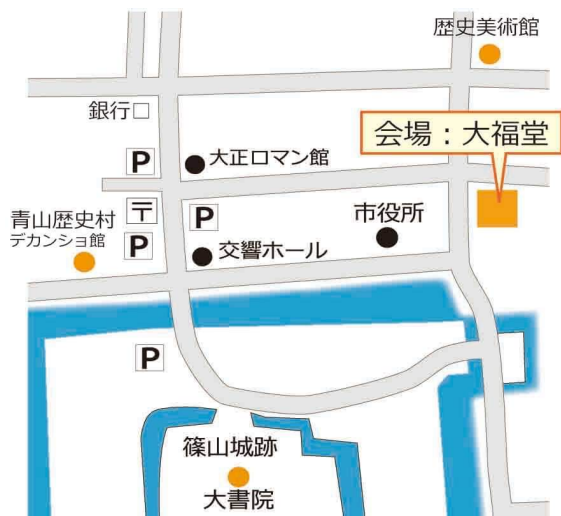 歴史美術館
銀行
会場：大福堂
P
大正ロマン館
〒
P
市役所
青山歴史村
デカンショ館
P
交響ホール
P
篠山城跡
大書院